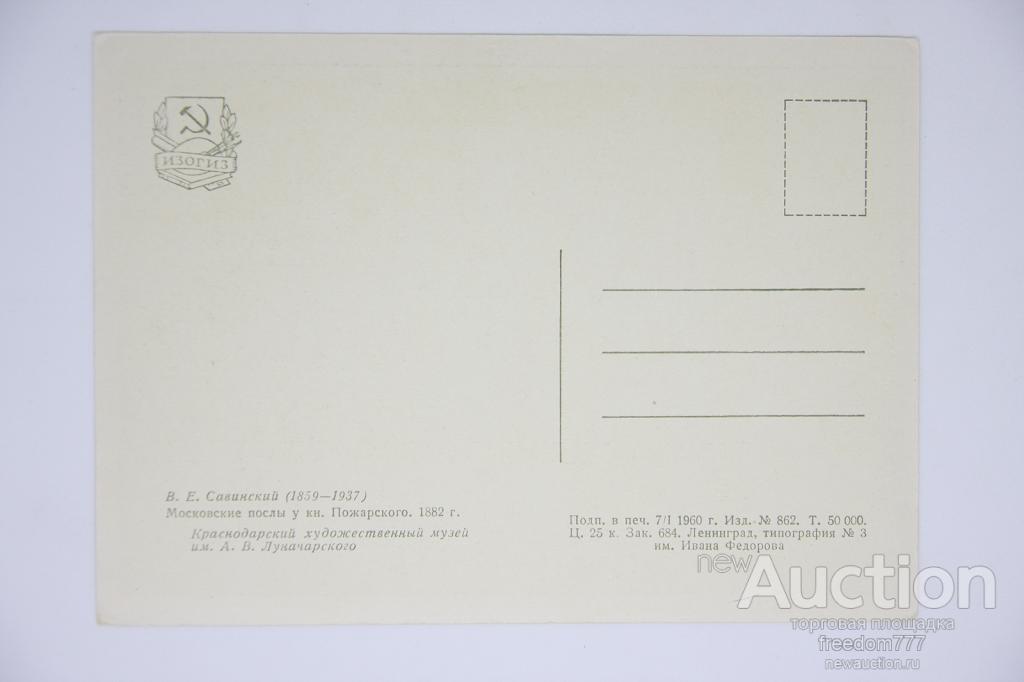 ИЗОГИЗ
В. Е. Савинский (1859—1937)
Московские послы у кн. Пожарского. 1882 г.
Краснодарский художественный музей
им. А. В. Луначарского
Подп. в печ. 7/I 1960 г. Изд. № 862. Т. 50 000.
Ц. 25 к. Зак. 684. Ленинград, типография № 3
им. Ивана Федорова
newAuction
торговая площадка
freedom777
newauction.ru